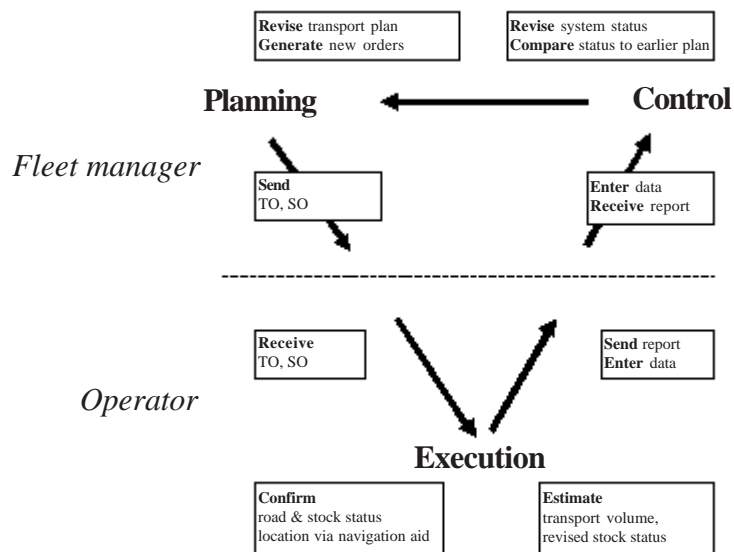 Revise transport plan
Generate new orders
Revise system status
Compare status to earlier plan
Planning
Control
Fleet manager
Send
TO, SO
Enter data
Receive report
Receive
TO, SO
Send report
Enter data
Operator
Execution
Confirm
road & stock status
location via navigation aid
Estimate
transport volume,
revised stock status